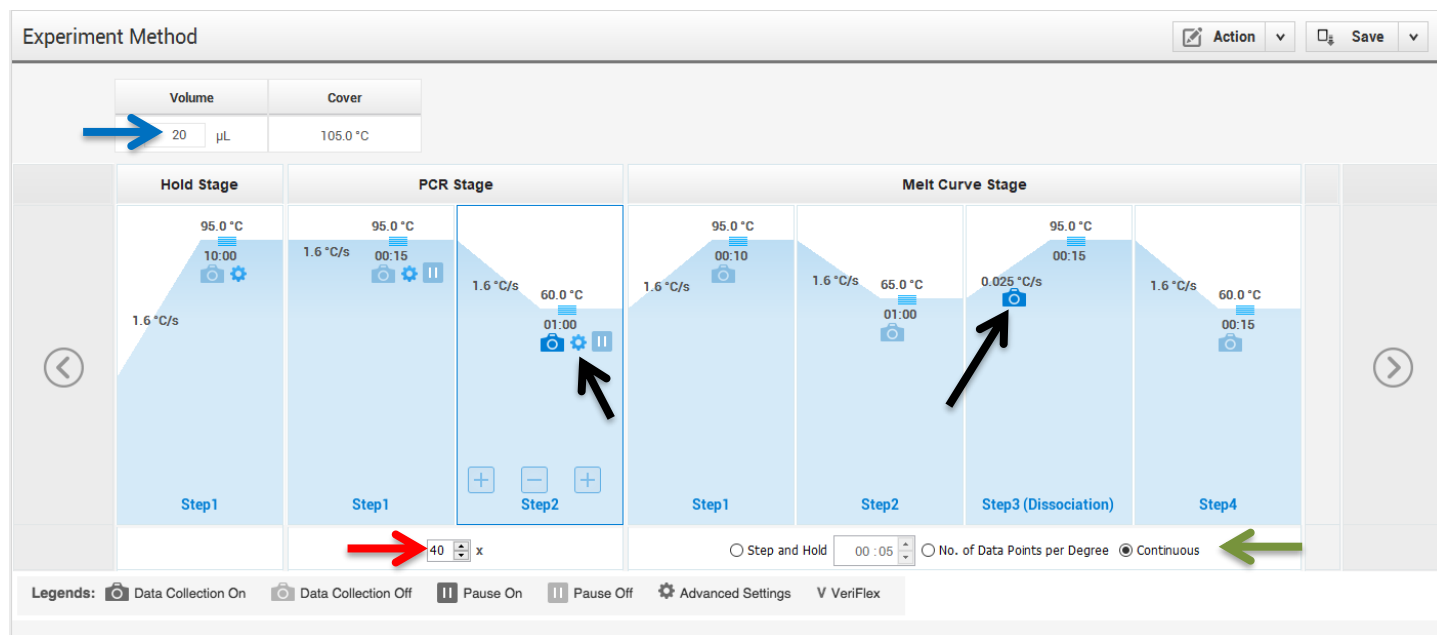 Experiment Method
Action
Save
Volume
Cover
20 µL
105.0 °C
Hold Stage
PCR Stage
Melt Curve Stage
95.0 °C
10:00
1.6 °C/s
Step1
95.0 °C
1.6 °C/s
00:15
Step1
1.6 °C/s
60.0 °C
01:00
Step2
95.0 °C
00:10
1.6 °C/s
Step1
1.6 °C/s
65.0 °C
01:00
Step2
95.0 °C
00:15
0.025 °C/s
Step3 (Dissociation)
1.6 °C/s
60.0 °C
00:15
Step4
40 x
Step and Hold 00 : 05 No. of Data Points per Degree Continuous
Legends: Data Collection On Data Collection Off Pause On Pause Off Advanced Settings V VeriFlex